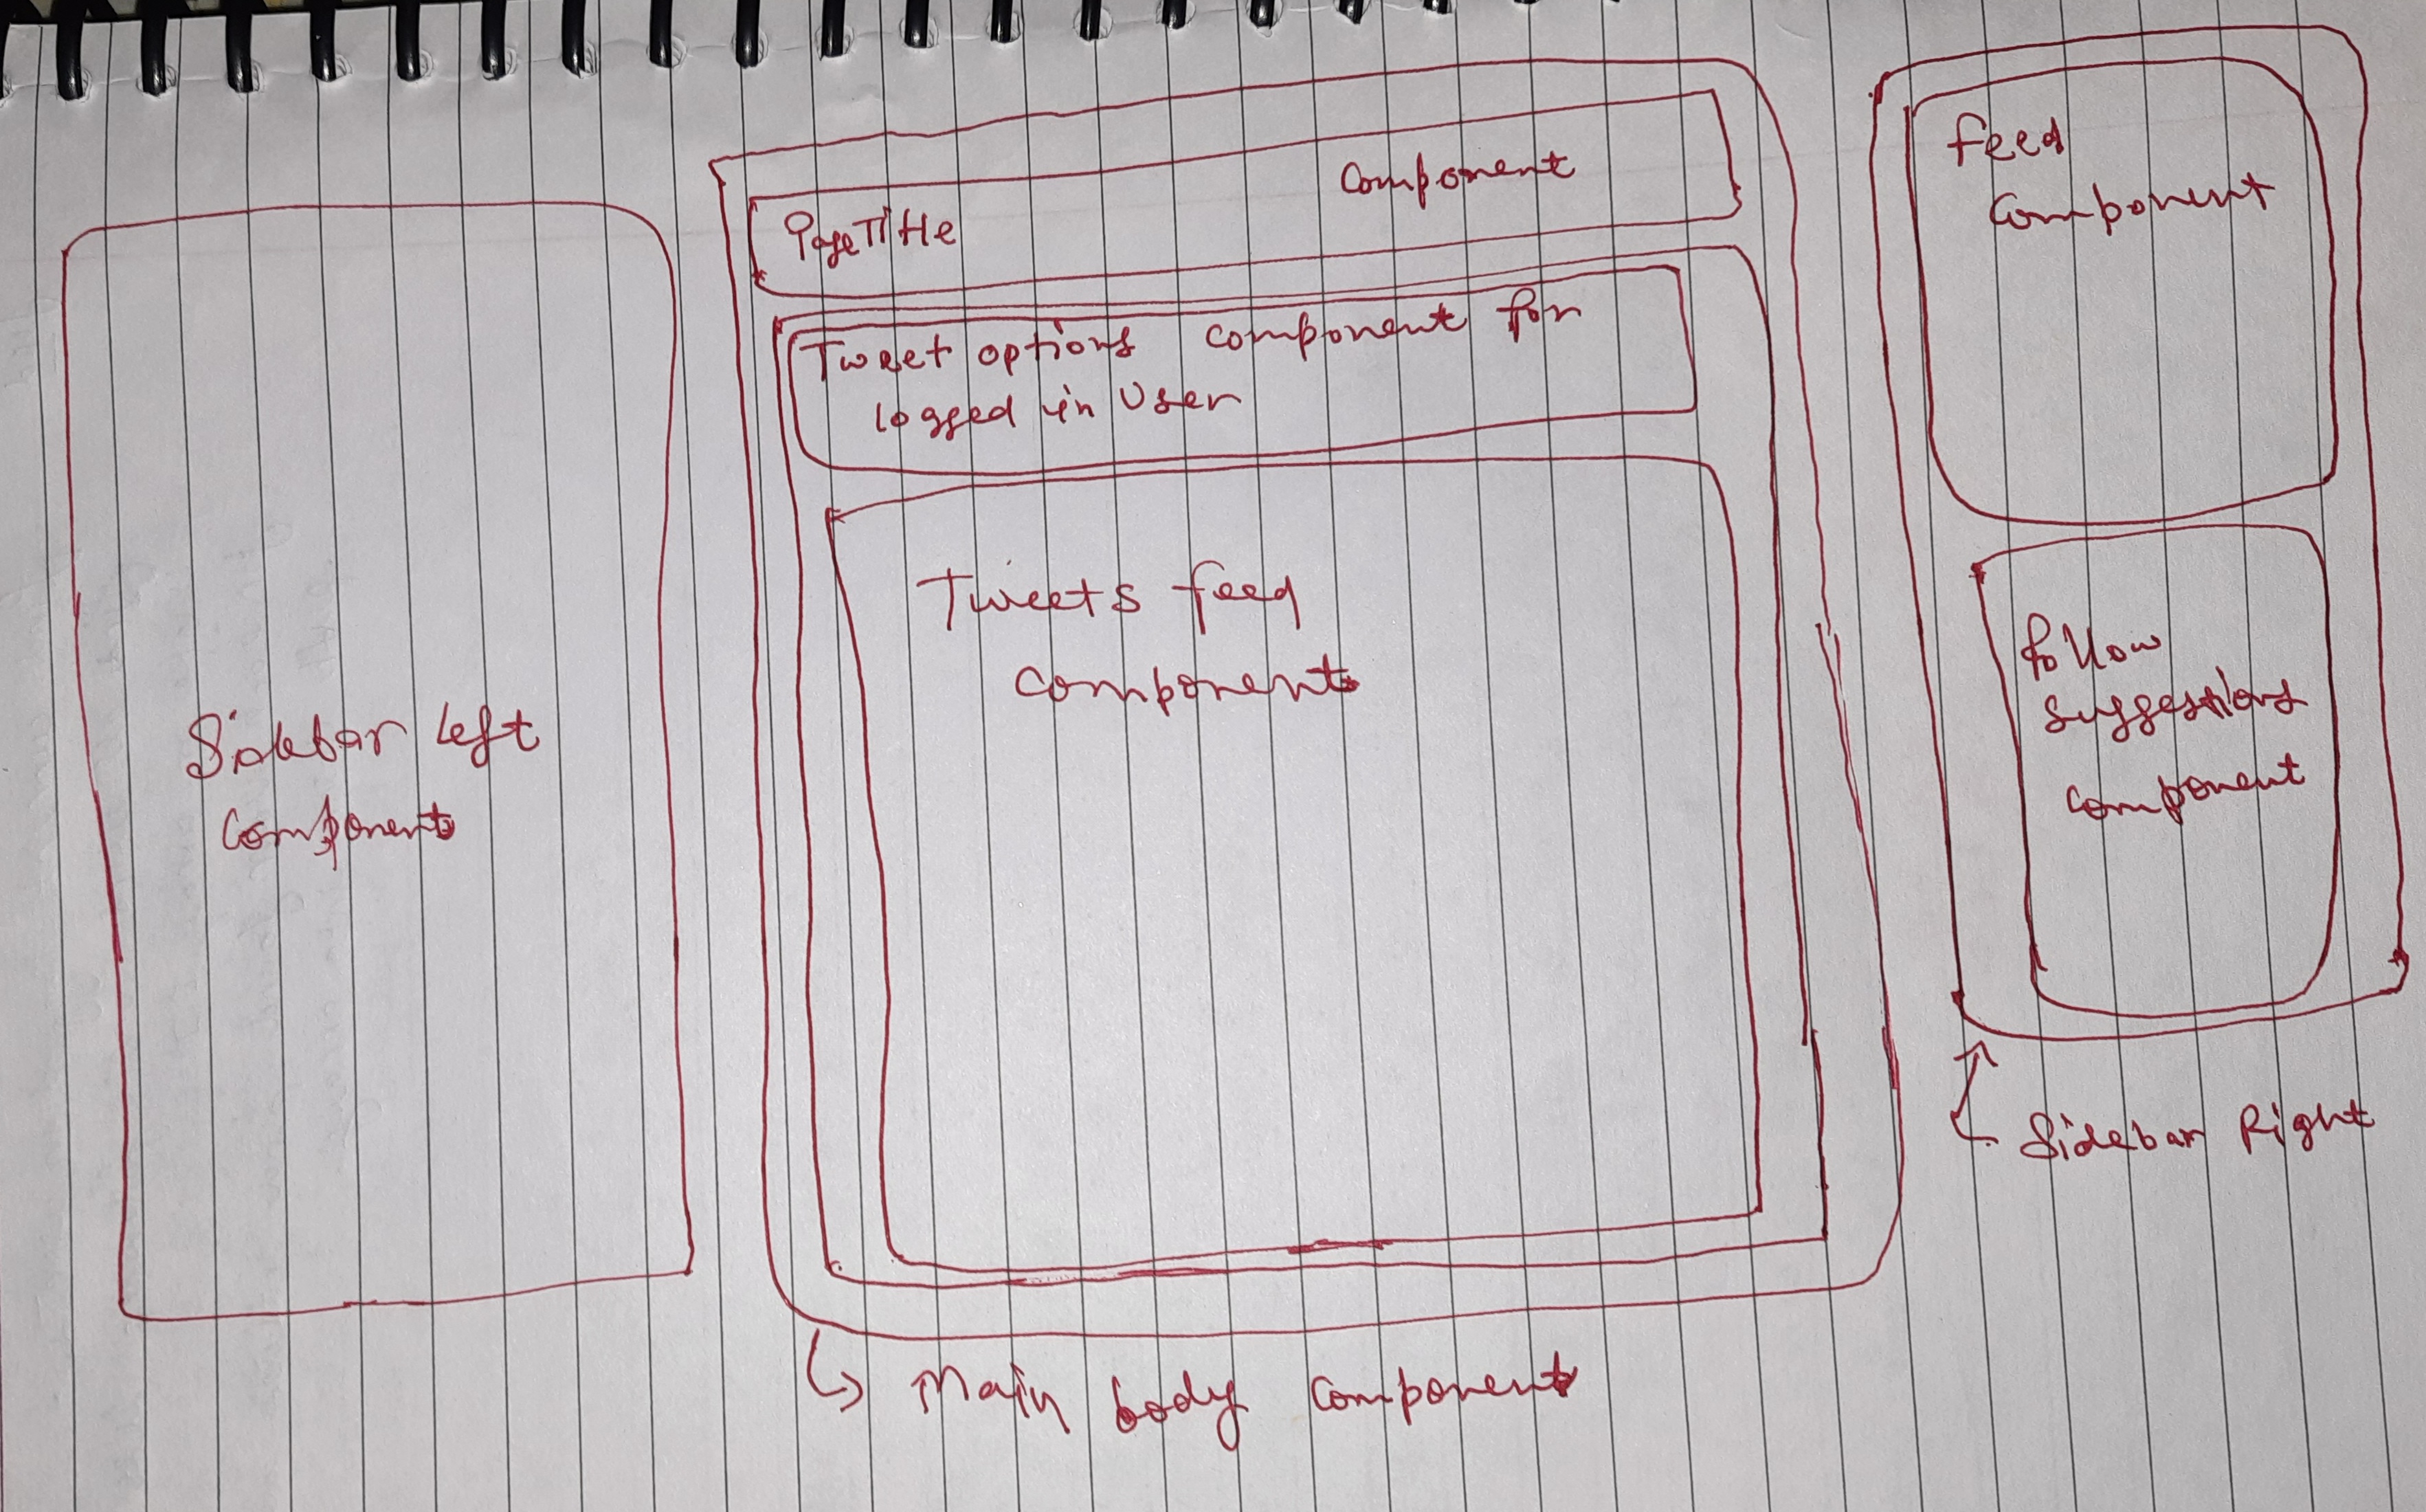 Sidebar left
Component
PageTitle Component
Tweet options component for
logged in User
Tweets feed
component
Main body Component
feed
Component
follow
suggestions
component
Sidebar Right